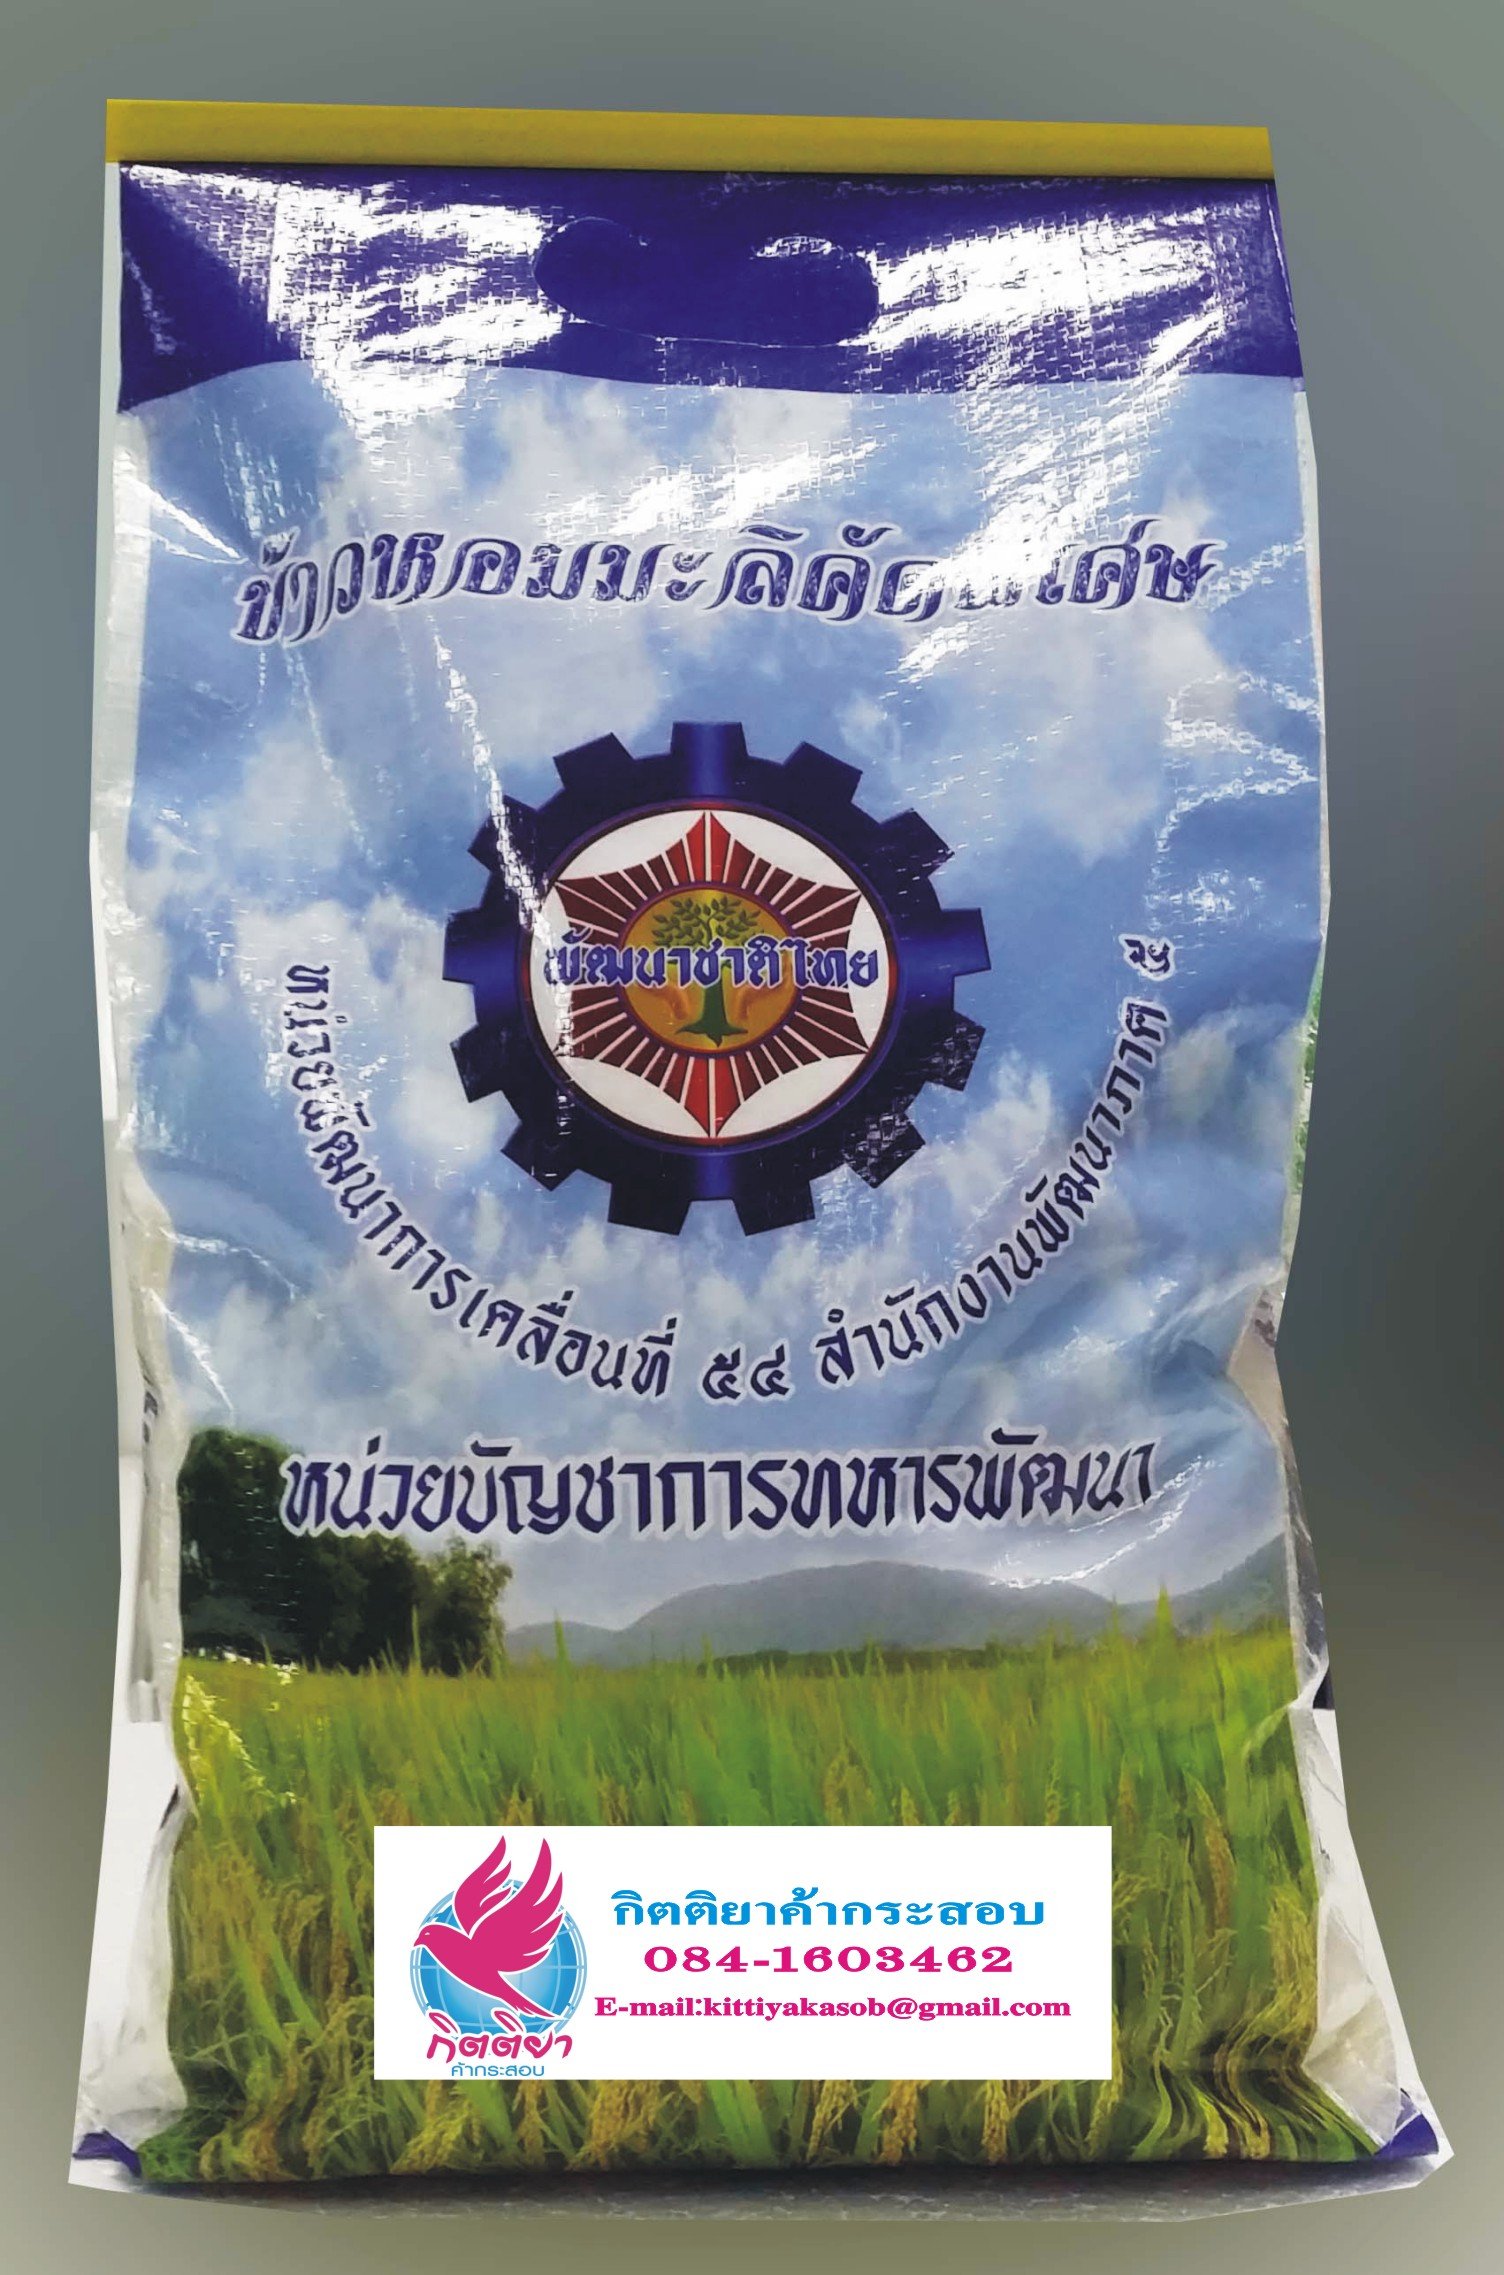 ข้าวหอมมะลิคัดพิเศษ
พัฒนาชาติไทย
หน่วยพัฒนาการเคลื่อนที่ ๕๔ สำนักงานพัฒนาภาค ๕
หน่วยบัญชาการทหารพัฒนา
กิตติยาค้ากระสอบ
084-1603462
E-mail:kittiyakasob@gmail.com
กิตติยา
ค้ากระสอบ